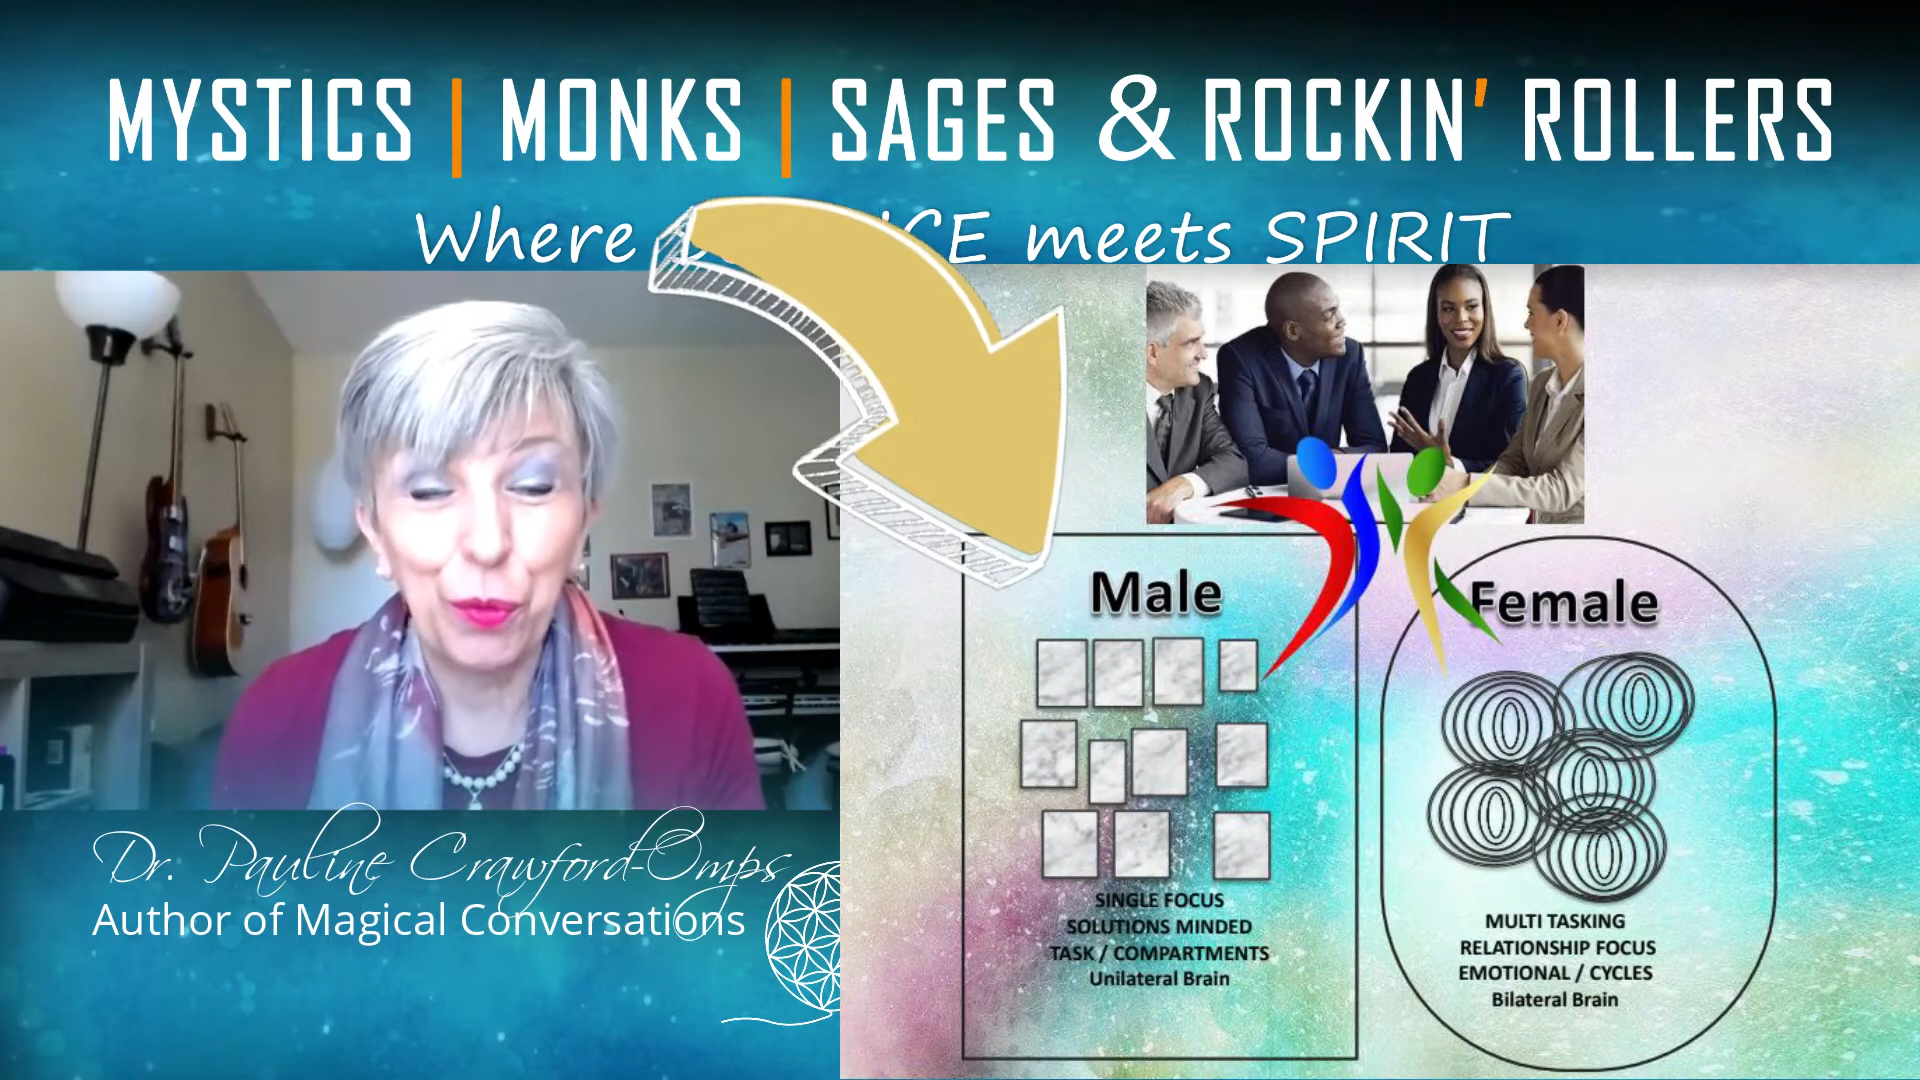 MYSTICS | MONKS | SAGES & ROCKIN' ROLLERS
Where CE meets SPIRIT
Male
SINGLE FOCUS
SOLUTIONS MINDED
TASK / COMPARTMENTS
Unilateral Brain
Female
MULTI TASKING
RELATIONSHIP FOCUS
EMOTIONAL / CYCLES
Bilateral Brain
Dr. Pauline Crawford-Omps
Author of Magical Conversations